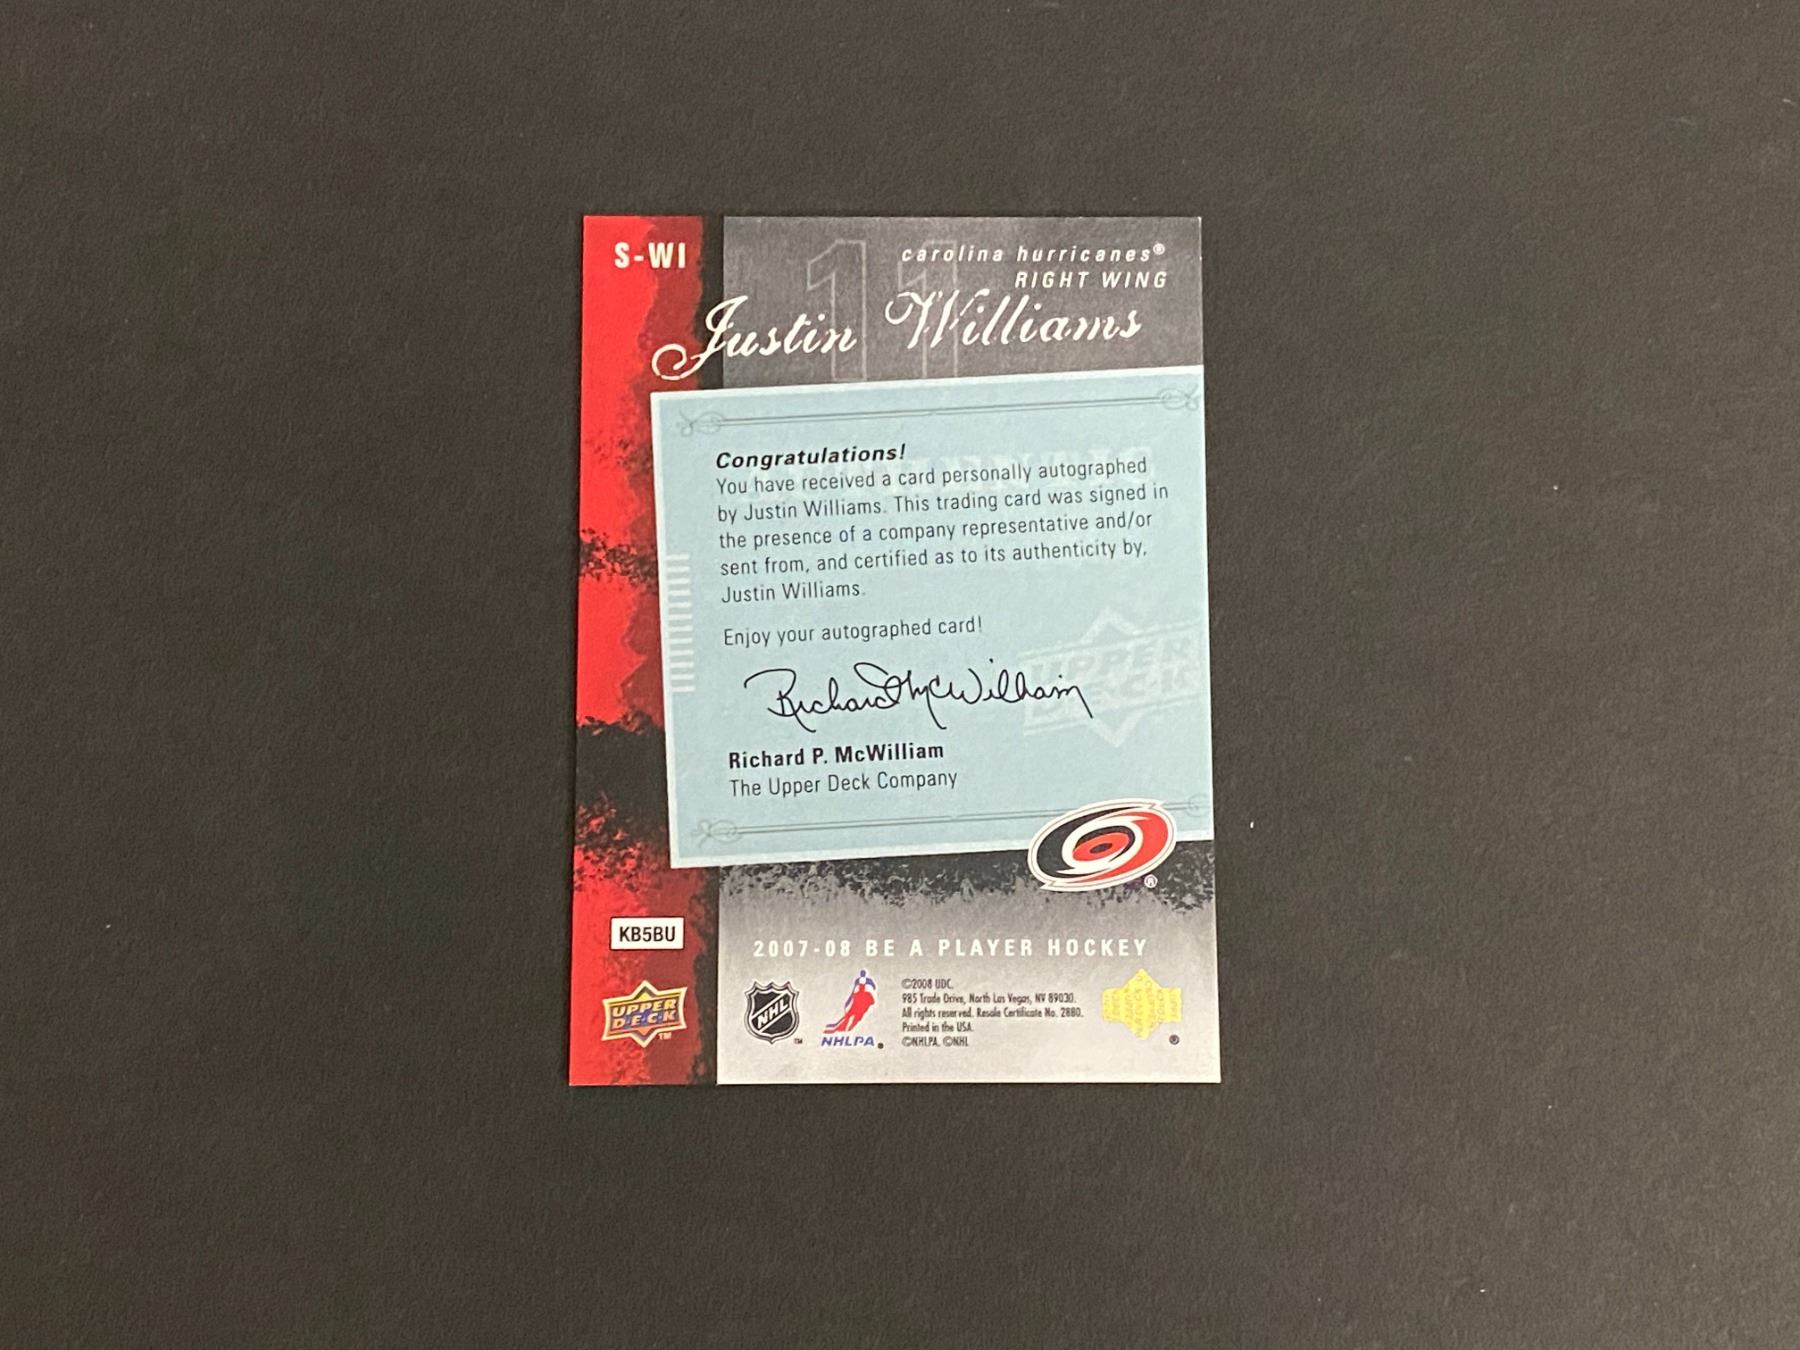 S-WI
11
carolina hurricanes®
RIGHT WING
Justin Williams
Congratulations!
You have received a card personally autographed
by Justin Williams. This trading card was signed in
the presence of a company representative and/or
sent from, and certified as to its authenticity by,
Justin Williams.
Enjoy your autographed card!
UPPER
DECK
Richard McWilliam
Richard P. McWilliam
The Upper Deck Company
®
KB5BU
2007-08 BE A PLAYER HOCKEY
UPPER
DECK
TM
NHL
TM
NHLPA®
©2008 UDC.
985 Trade Drive, North Las Vegas, NV 89030.
All rights reserved. Resale Certificate No. 2880.
Printed in the USA.
©NHLPA, ©NHL
®